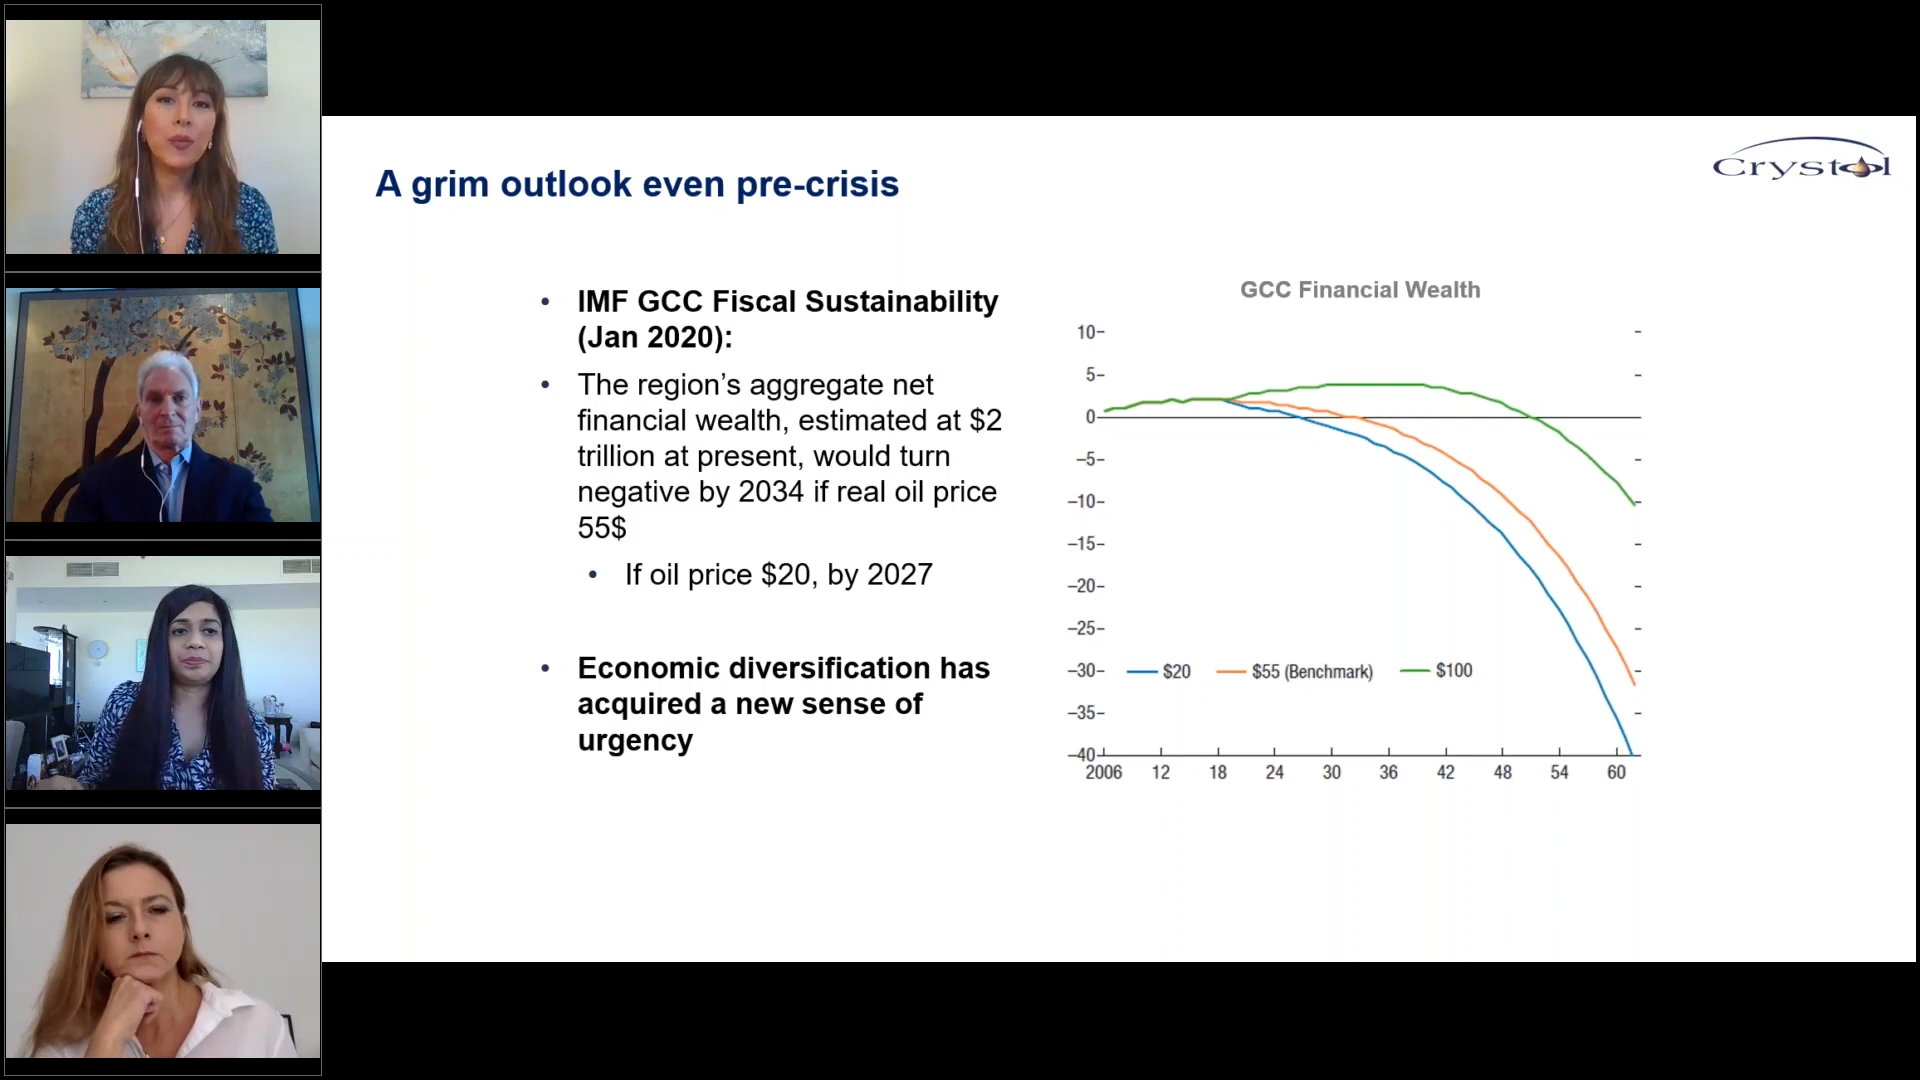 A grim outlook even pre-crisis
Crystol
• IMF GCC Fiscal Sustainability
(Jan 2020):
• The region’s aggregate net
financial wealth, estimated at $2
trillion at present, would turn
negative by 2034 if real oil price
55$
• If oil price $20, by 2027
• Economic diversification has
acquired a new sense of
urgency
GCC Financial Wealth
10
5
0
–5
–10
–15
–20
–25
–30
–35
–40
$20 $55 (Benchmark) $100
2006 12 18 24 30 36 42 48 54 60